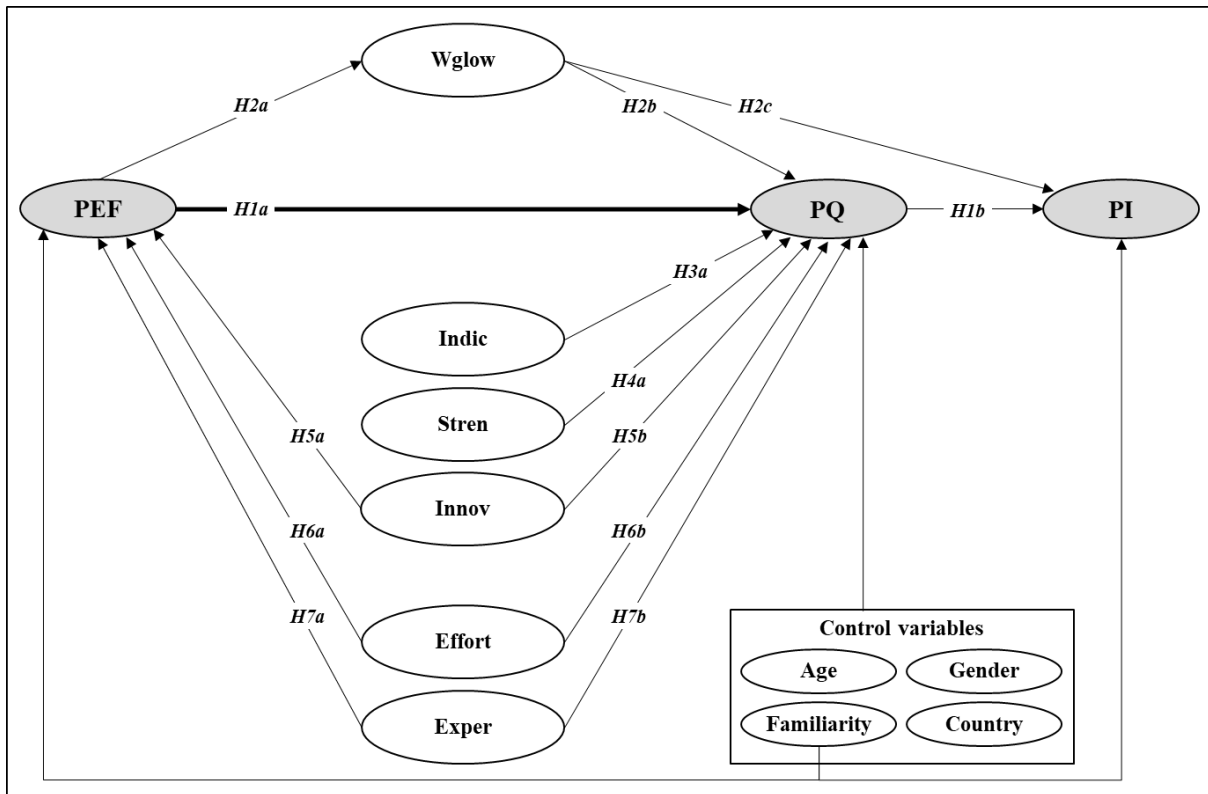 Wglow
H2a
H2b
H2c
PEF
H1a
PQ
H1b
PI
H3a
Indic
H4a
Stren
H5a
H5b
Innov
H6a
H6b
H7a
H7b
Effort
Exper
Control variables
Age
Gender
Familiarity
Country